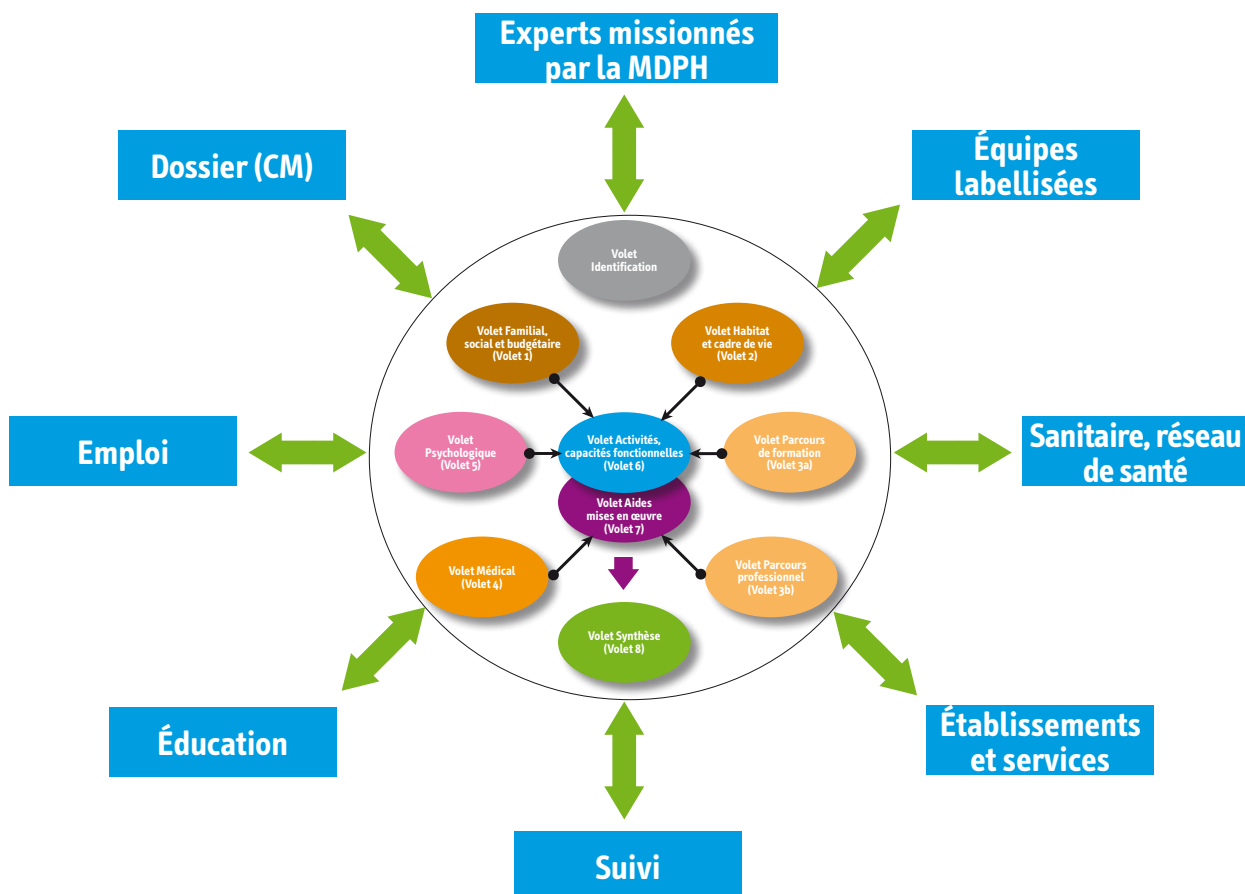 Experts missionnés
par la MDPH
Dossier (CM)
Équipes
labellisées
Volet
Identification
Volet Familial,
social et budgétaire
(Volet 1)
Volet Habitat
et cadre de vie
(Volet 2)
Emploi
Volet
Psychologique
(Volet 5)
Volet Activités,
capacités fonctionnelles
(Volet 6)
Volet Parcours
de formation
(Volet 3a)
Sanitaire, réseau
de santé
Volet Aides
mises en œuvre
(Volet 7)
Volet Médical
(Volet 4)
Volet Parcours
professionnel
(Volet 3b)
Volet Synthèse
(Volet 8)
Éducation
Établissements
et services
Suivi